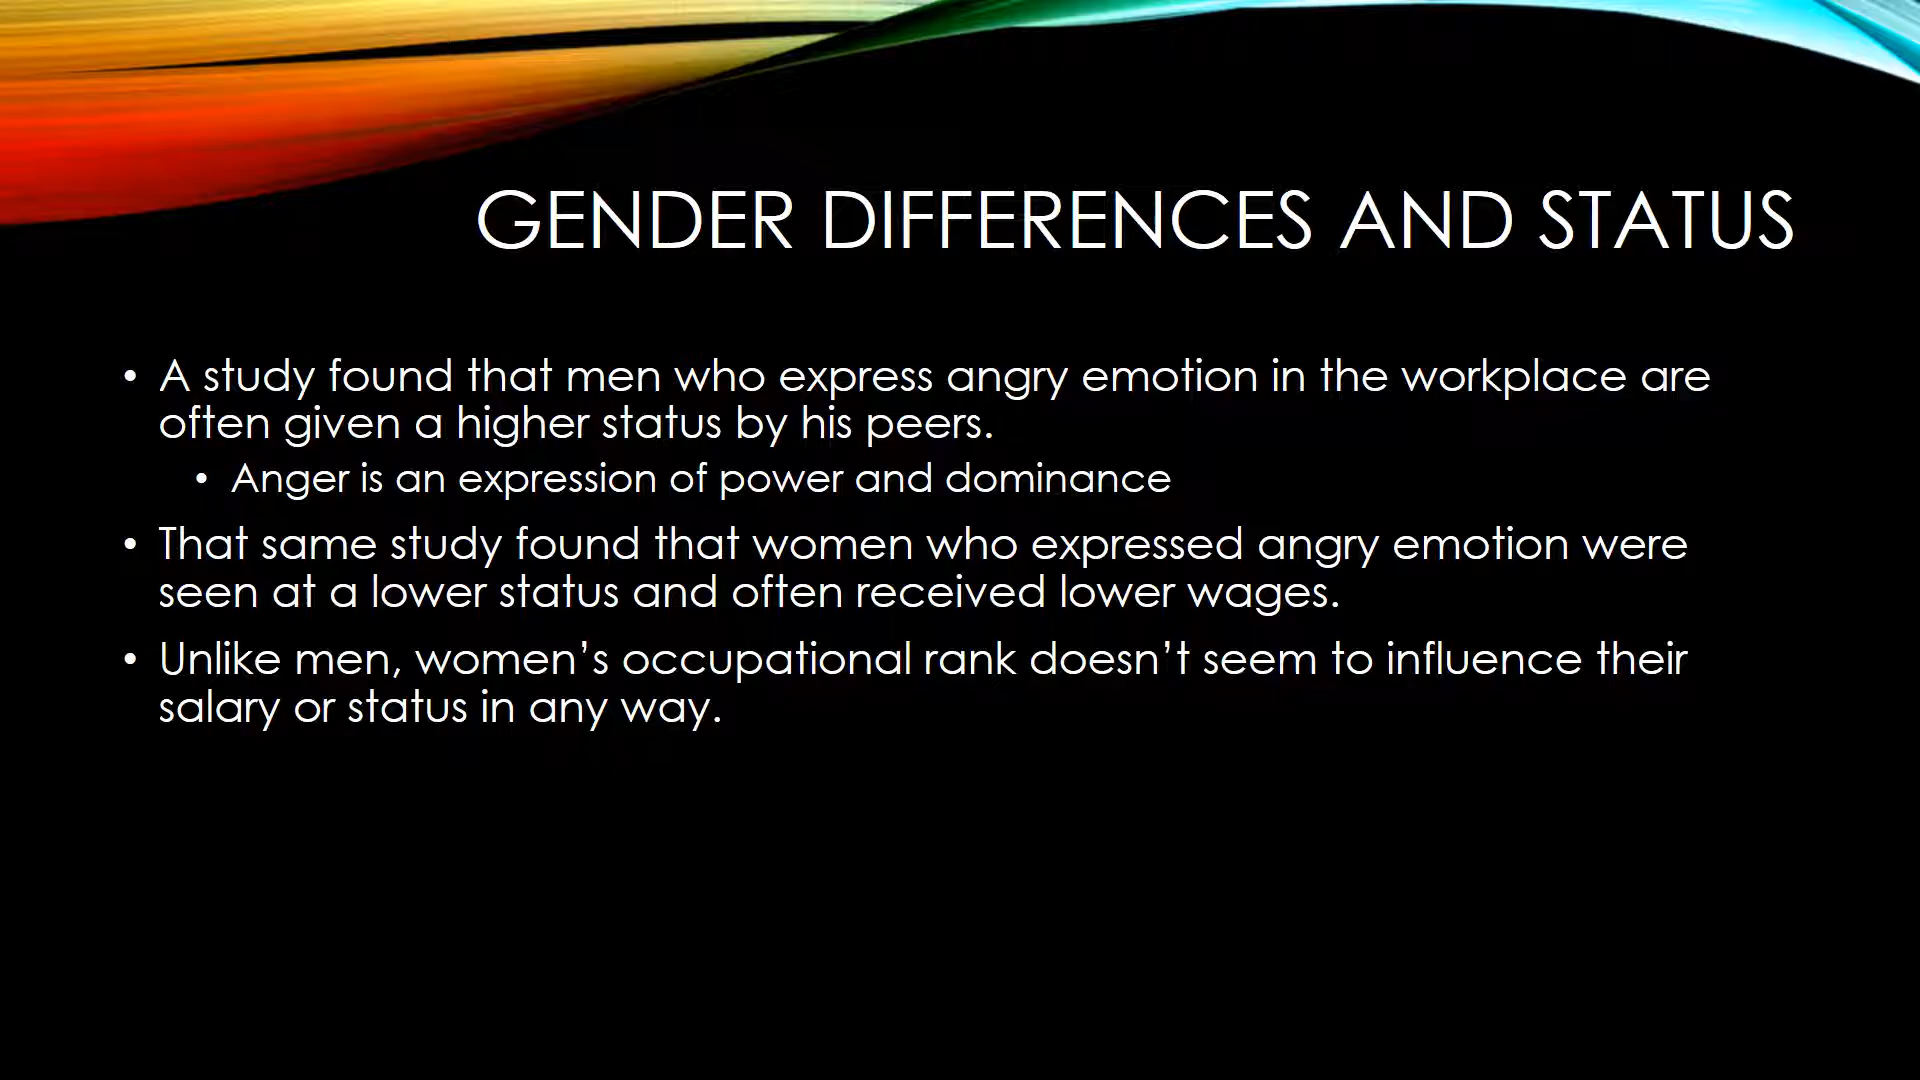 GENDER DIFFERENCES AND STATUS
• A study found that men who express angry emotion in the workplace are
often given a higher status by his peers.
• Anger is an expression of power and dominance
• That same study found that women who expressed angry emotion were
seen at a lower status and often received lower wages.
• Unlike men, women’s occupational rank doesn’t seem to influence their
salary or status in any way.